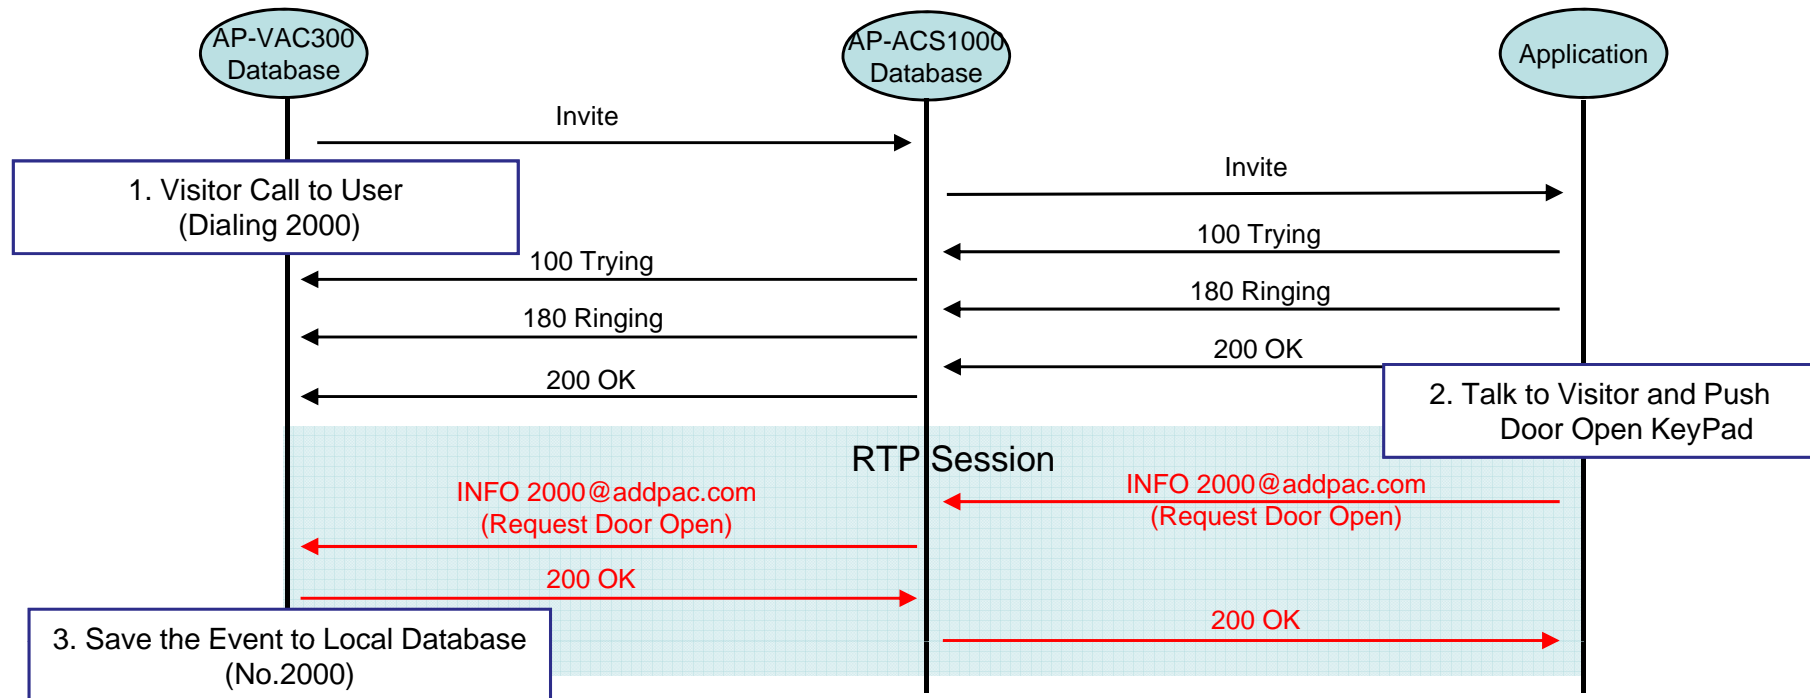 AP-VAC300
Database
AP-ACS1000
Database
Application
Invite
Invite
1. Visitor Call to User
(Dialing 2000)
100 Trying
100 Trying
180 Ringing
180 Ringing
200 OK
200 OK
2. Talk to Visitor and Push
Door Open KeyPad
RTP Session
INFO 2000@addpac.com
(Request Door Open)
INFO 2000@addpac.com
(Request Door Open)
200 OK
200 OK
3. Save the Event to Local Database
(No.2000)